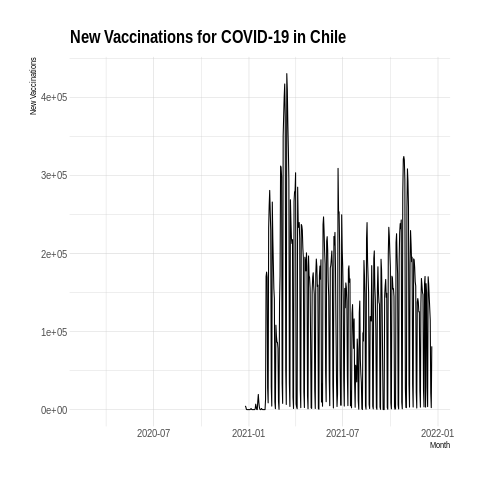 New Vaccinations for COVID-19 in Chile
New Vaccinations
4e+05
3e+05
2e+05
1e+05
0e+00
2020-07
2021-01
2021-07
2022-01
Month